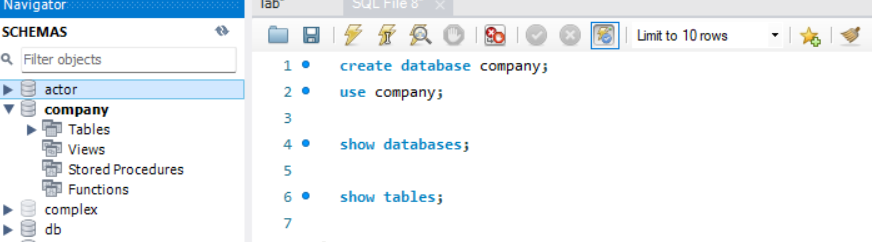 Navigator
SCHEMAS
Filter objects
actor
company
Tables
Views
Stored Procedures
Functions
complex
db
Tab*
SQL File 8*
Limit to 10 rows
1 create database company;
2 use company;
3
4 show databases;
5
6 show tables;
7